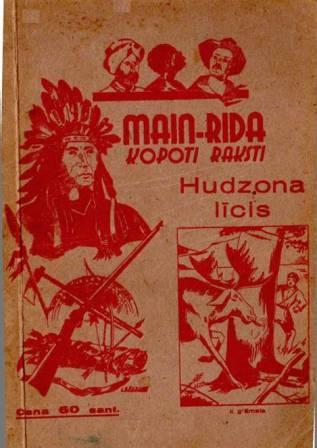 MAIN-RIDA
KOPOTI RAKSTI
Hudzona
līcis
Cena 60 sant.